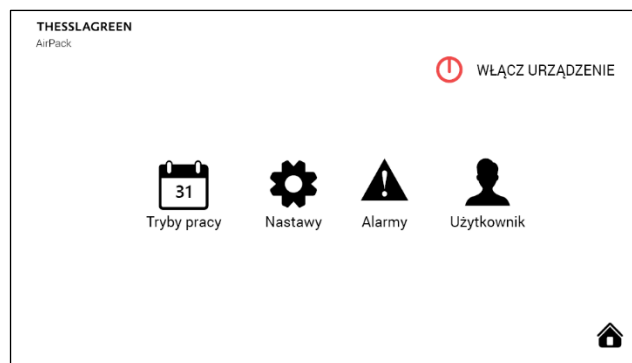 THESSLAGREEN
AirPack
WŁĄCZ URZĄDZENIE
31
Tryby pracy
Nastawy
Alarmy
Użytkownik